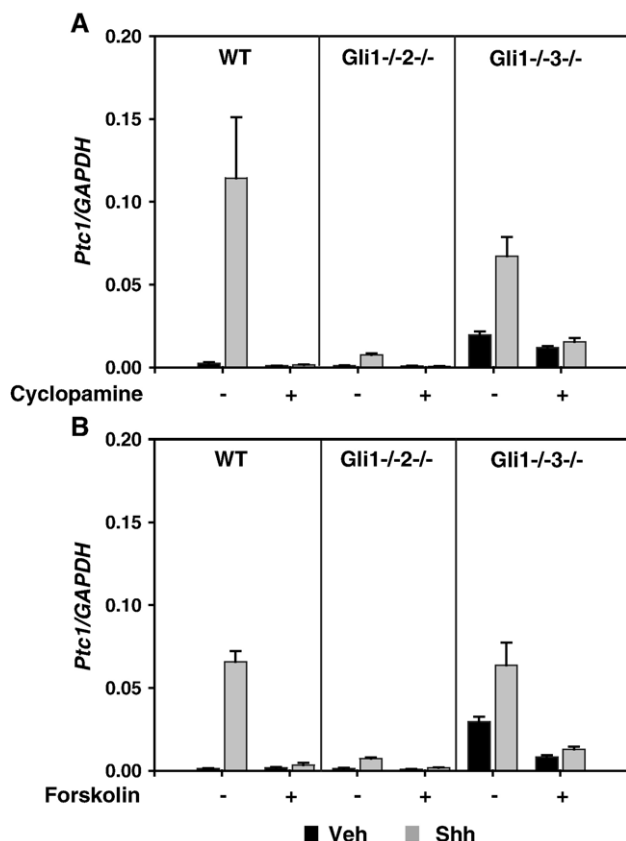 A
0.20
WT
Gli1-/-2-/-
Gli1-/-3-/-
0.15
0.10
0.05
0.00
Ptc1/GAPDH
Cyclopamine - + - + - +
B
0.20
WT
Gli1-/-2-/-
Gli1-/-3-/-
0.15
0.10
0.05
0.00
Ptc1/GAPDH
Forskolin - + - + - +
Veh Shh